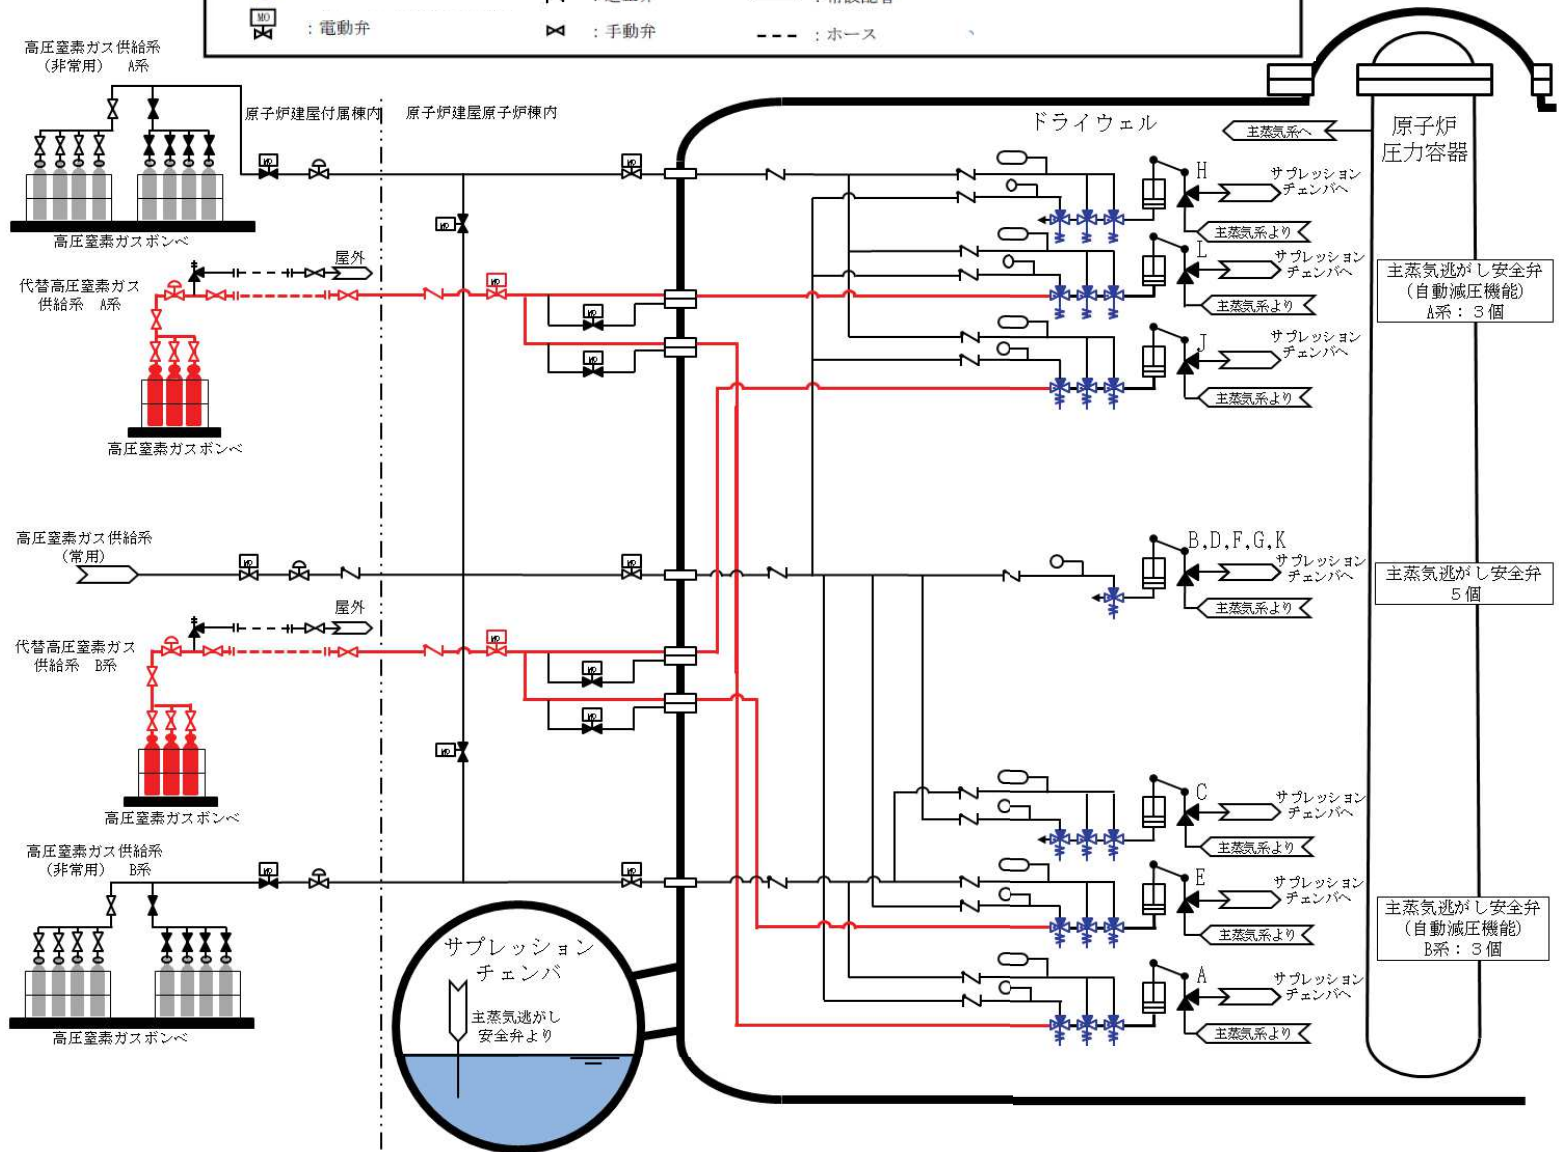 MO
：電動弁
：手動弁
：ホース
高圧窒素ガス供給系
（非常用）　A系
原子炉建屋付属棟内
原子炉建屋原子炉棟内
ドライウェル
主蒸気系へ
原子炉
圧力容器
MO
MO
MO
高圧窒素ガスボンベ
H
サプレッション
チェンバへ
主蒸気系より
屋外
代替高圧窒素ガス
供給系　A系
MO
MO
MO
高圧窒素ガスボンベ
L
サプレッション
チェンバへ
主蒸気系より
主蒸気逃がし安全弁
（自動減圧機能）
A系：３個
J
サプレッション
チェンバへ
主蒸気系より
高圧窒素ガス供給系
（常用）
MO
MO
B,D,F,G,K
サプレッション
チェンバへ
主蒸気系より
主蒸気逃がし安全弁
５個
屋外
代替高圧窒素ガス
供給系　B系
MO
MO
MO
MO
高圧窒素ガスボンベ
C
サプレッション
チェンバへ
主蒸気系より
高圧窒素ガス供給系
（非常用）　B系
MO
MO
高圧窒素ガスボンベ
E
サプレッション
チェンバへ
主蒸気系より
主蒸気逃がし安全弁
（自動減圧機能）
B系：３個
A
サプレッション
チェンバへ
主蒸気系より
サプレッション
チェンバ
主蒸気逃がし
安全弁より